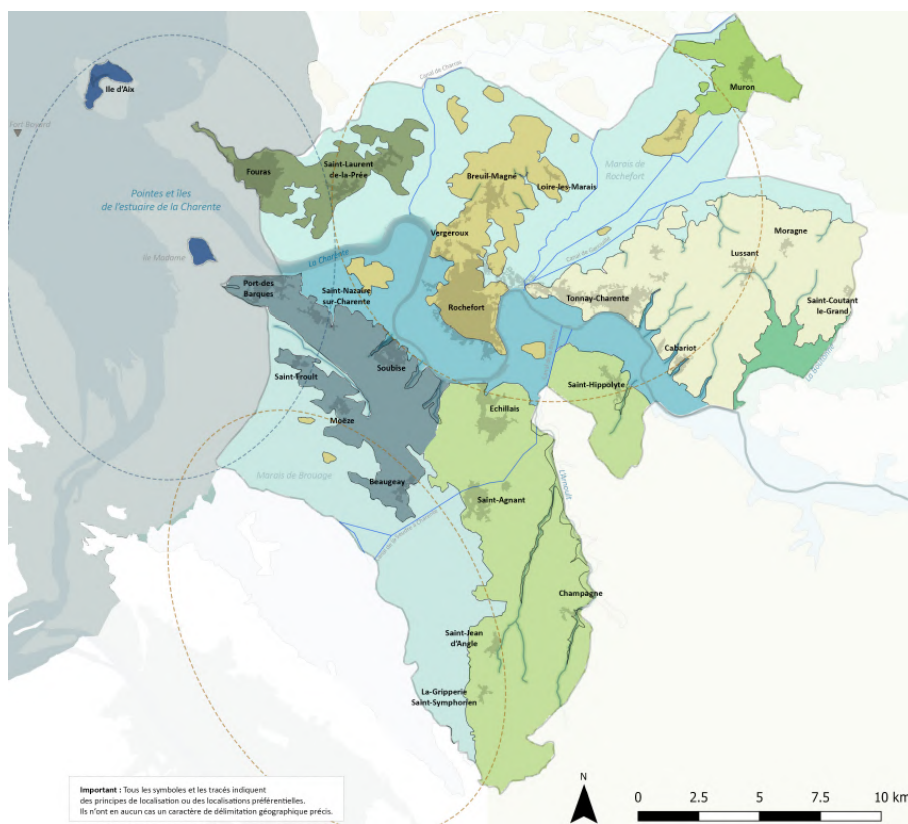 Canal de Charras
Ile d'Aix
Muron
Fort Boyard
Fouras
Saint-Laurent
de-la-Prée
Breuil-Magné
Loire-les-Marais
Marais de
Rochefort
Pointes et îles
de l'estuaire de la Charente
Moragne
Vergeroux
Lussant
La Charente
Ile Madame
Port-des
Barques
Saint-Nazaire
sur-Charente
Rochefort
Tonnay-Charente
Saint-Coutant
le-Grand
Cabariot
Soubise
Saint-Froult
Saint-Hippolyte
Echillais
Moëze
Marais de Brouage
Beaugeay
L'Arnoult
Saint-Agnant
Champagne
Saint-Jean
d'Angle
La-Gripperie
Saint-Symphorien
Important : Tous les symboles et les tracés indiquent
des principes de localisation ou des localisations préférentielles.
Ils n'ont en aucun cas un caractère de délimitation géographique précis.
N
0 2.5 5 7.5 10 km